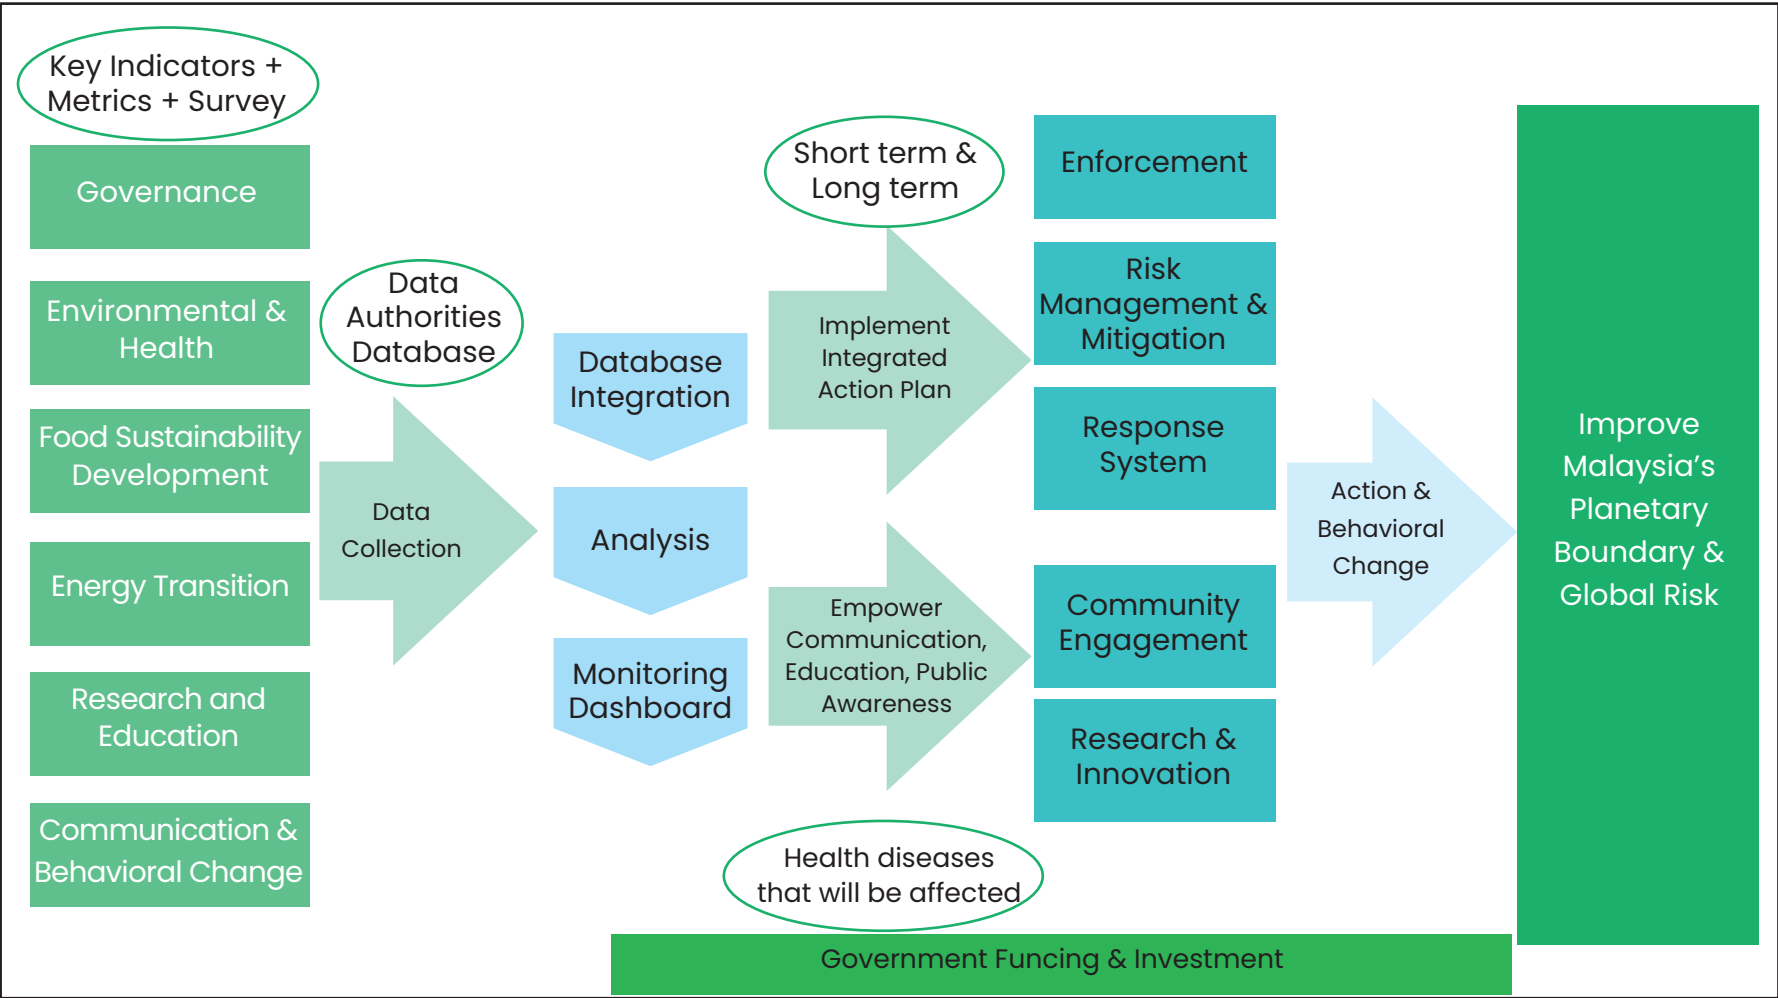 Key Indicators +
Metrics + Survey
Governance
Environmental &
Health
Food Sustainability
Development
Energy Transition
Research and
Education
Communication &
Behavioral Change
Data
Authorities
Database
Data
Collection
Database
Integration
Analysis
Monitoring
Dashboard
Short term &
Long term
Implement
Integrated
Action Plan
Empower
Communication,
Education, Public
Awareness
Health diseases
that will be affected
Enforcement
Risk
Management &
Mitigation
Response
System
Community
Engagement
Research &
Innovation
Action &
Behavioral
Change
Improve
Malaysia’s
Planetary
Boundary &
Global Risk
Government Funcing & Investment